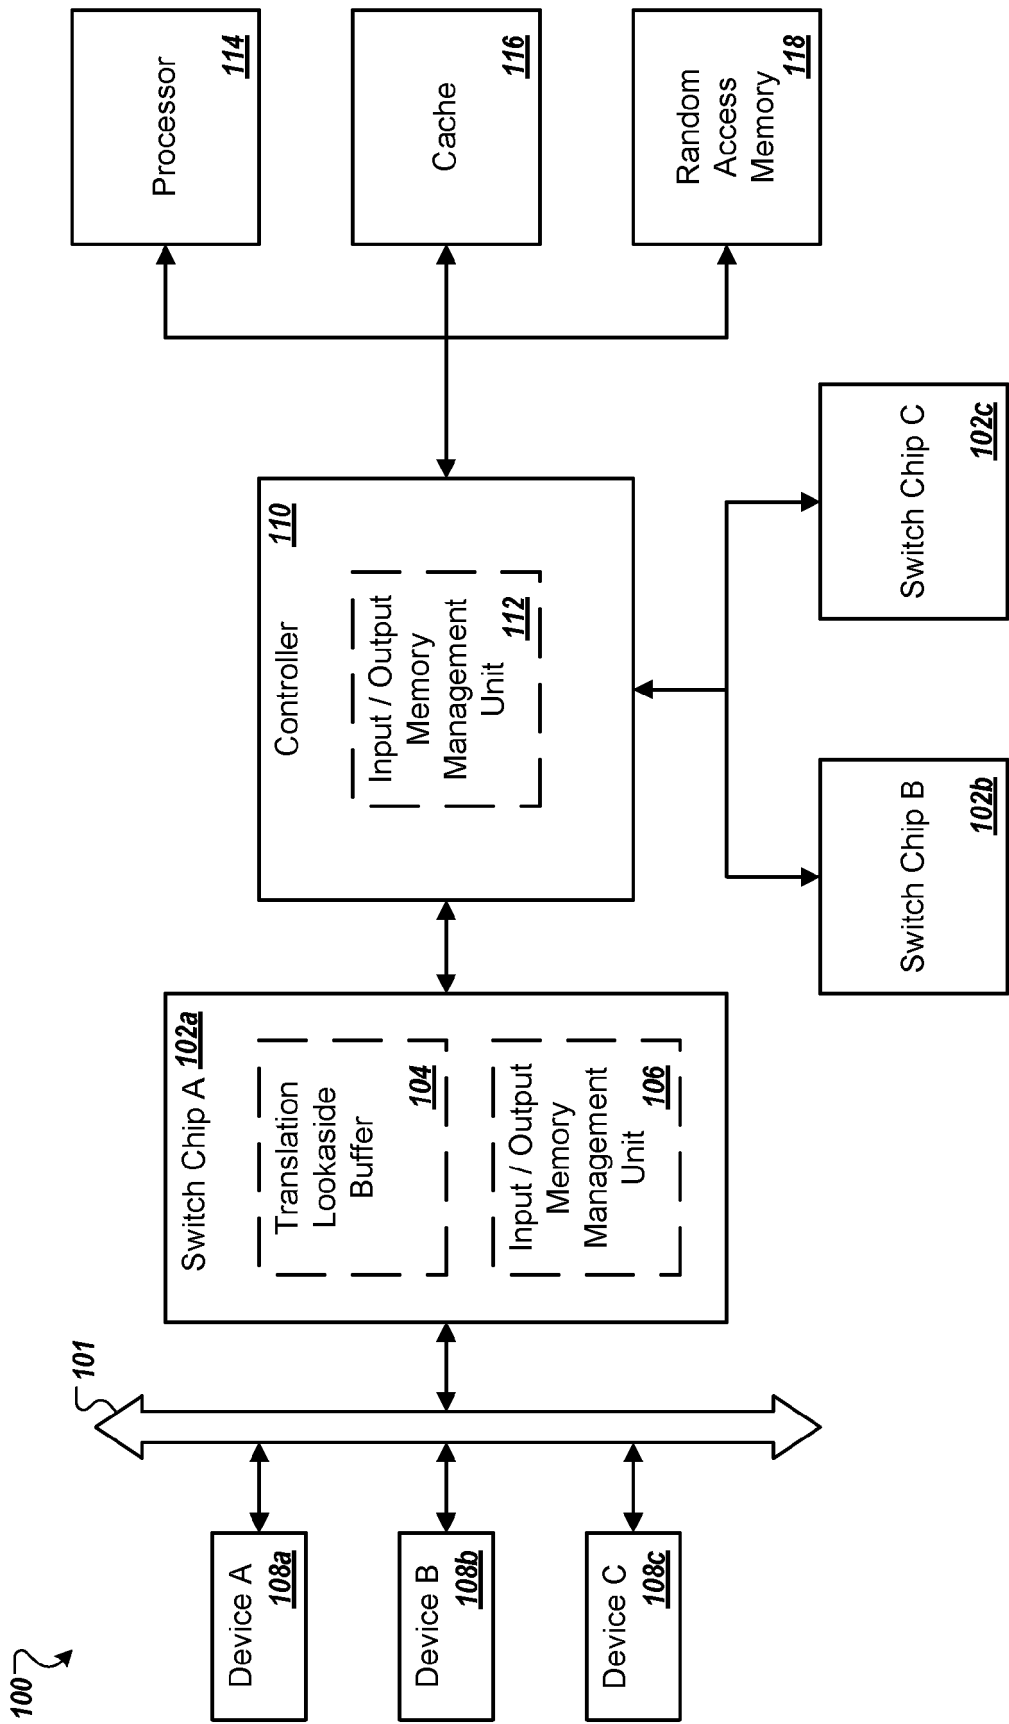 100
Device A
108a
Device B
108b
Device C
108c
101
Switch Chip A
102a
Translation
Lookaside
Buffer
104
Input / Output
Memory
Management
Unit
106
Controller
110
Input / Output
Memory
Management
Unit
112
Switch Chip B
102b
Switch Chip C
102c
Processor
114
Cache
116
Random
Access
Memory
118